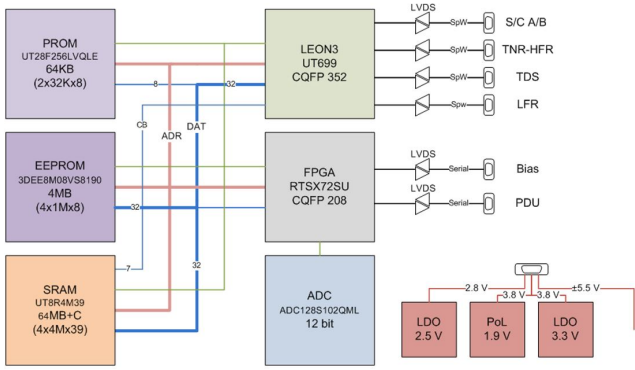 PROM
UT28F256LVQLE
64KB
(2x32Kx8)
LEON3
UT699
CQFP 352
LVDS
SpW
S/C A/B
SpW
TNR-HFR
SpW
TDS
Spw
LFR
8
32
CB
DAT
ADR
EEPROM
3DEE8M08VS8190
4MB
(4x1Mx8)
32
FPGA
RTSX72SU
CQFP 208
LVDS
Serial
Bias
LVDS
Serial
PDU
SRAM
UT8R4M39
64MB+C
(4x4Mx39)
7
32
ADC
ADC128S102QML
12 bit
2.8 V
3.8 V
3.8 V
±5.5 V
LDO
2.5 V
PoL
1.9 V
LDO
3.3 V